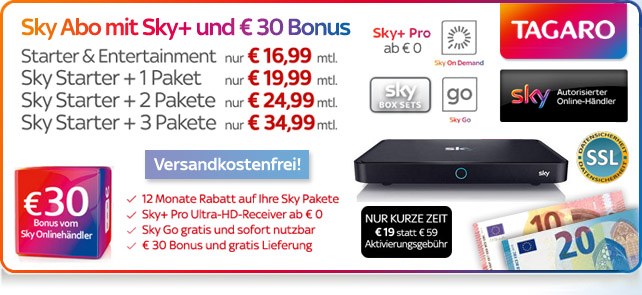 Sky Abo mit Sky+ und € 30 Bonus
Starter & Entertainment nur € 16,99 mtl.
Sky Starter + 1 Paket nur € 19,99 mtl.
Sky Starter + 2 Pakete nur € 24,99 mtl.
Sky Starter + 3 Pakete nur € 34,99 mtl.
Sky+ Pro
ab € 0
Sky On Demand
sky
BOX SETS
go
Sky Go
TAGARO
sky Autorisierter
Online-Händler
Versandkostenfrei!
€30
Bonus vom
Sky Onlinehändler
12 Monate Rabatt auf Ihre Sky Pakete
Sky+ Pro Ultra-HD-Receiver ab € 0
Sky Go gratis und sofort nutzbar
€ 30 Bonus und gratis Lieferung
sky
NUR KURZE ZEIT
€ 19 statt € 59
Aktivierungsgebühr
DATENSICHERHEIT
SSL
DATENSICHERHEIT
10
20